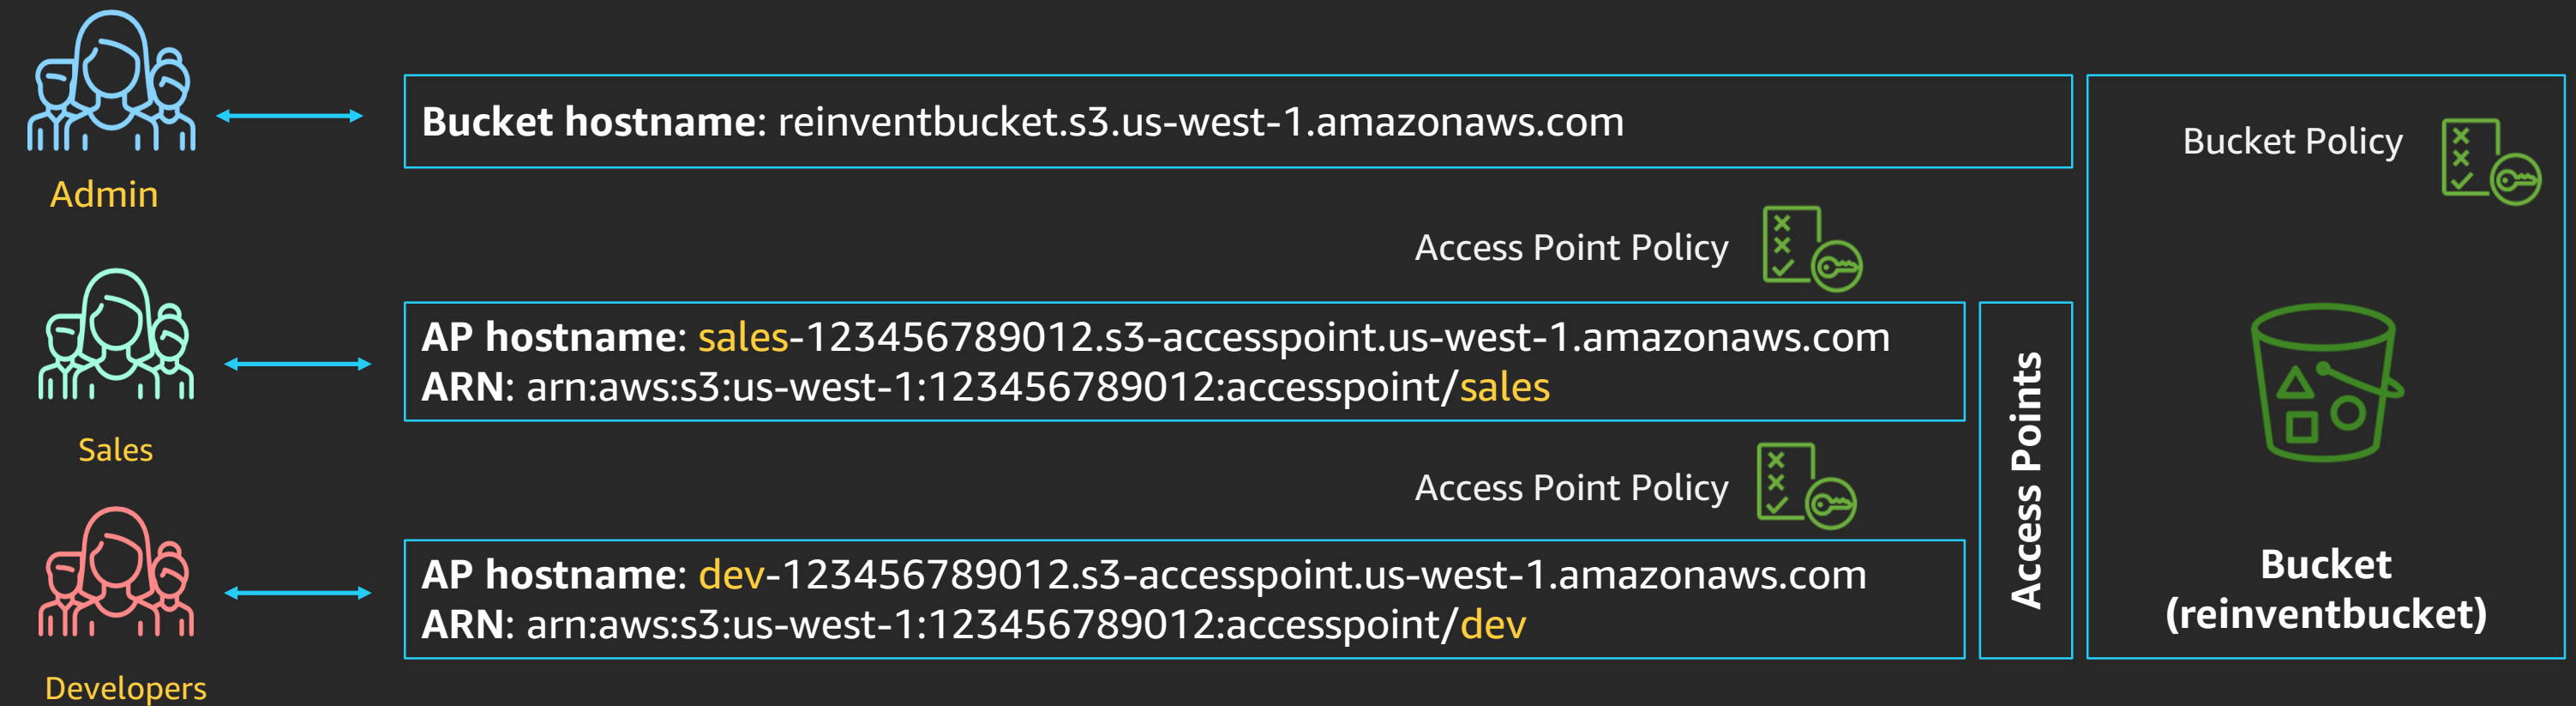 Admin
Bucket hostname: reinventbucket.s3.us-west-1.amazonaws.com
Bucket Policy
Access Point Policy
Sales
AP hostname: sales-123456789012.s3-accesspoint.us-west-1.amazonaws.com
ARN: arn:aws:s3:us-west-1:123456789012:accesspoint/sales
Access Point Policy
Developers
AP hostname: dev-123456789012.s3-accesspoint.us-west-1.amazonaws.com
ARN: arn:aws:s3:us-west-1:123456789012:accesspoint/dev
Access Points
Bucket
(reinventbucket)